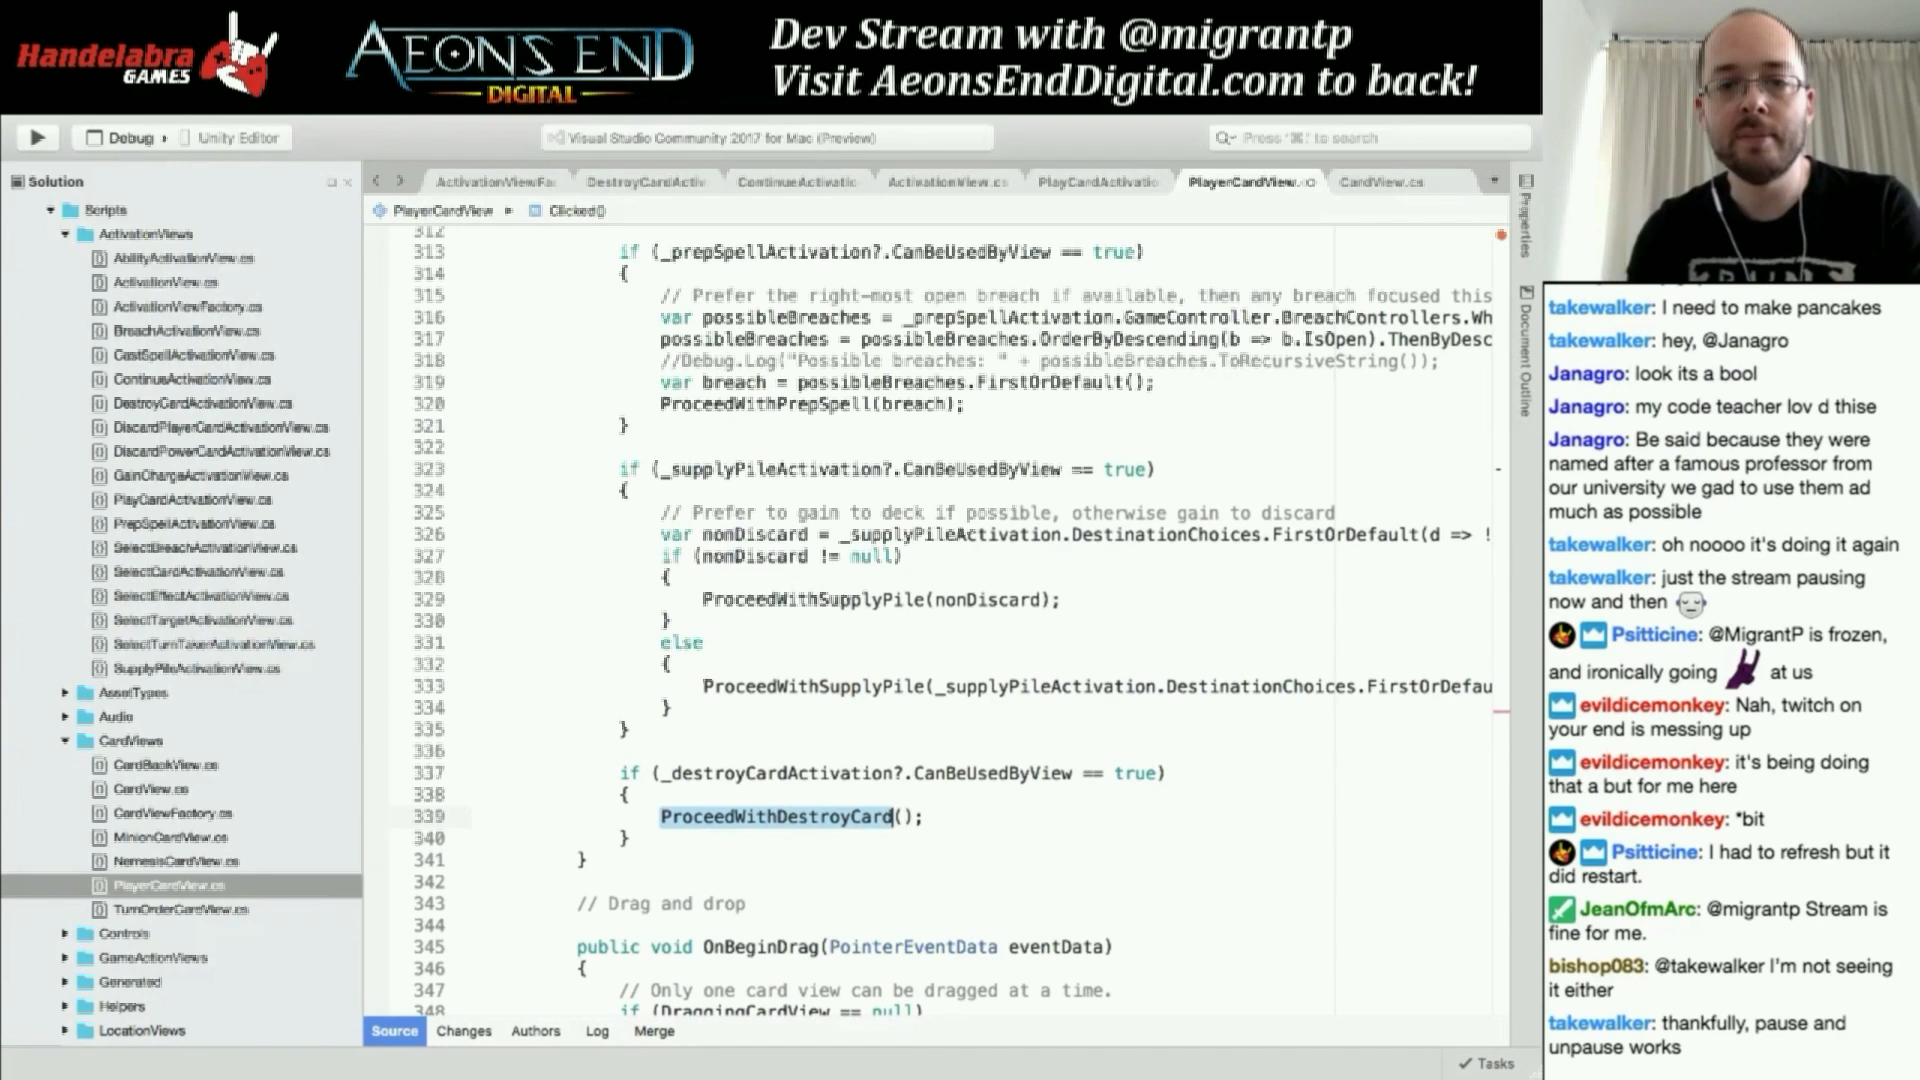 Handelabra
GAMES
AEONS END
DIGITAL
Dev Stream with @migrantp
Visit AeonsEndDigital.com to back!
Debug
Unity Editor
Visual Studio Community 2017 for Mac (Preview)
Press '⌘.' to search
Solution
ActivationViewFac
DestroyCardActiv
ContinueActivatic
ActivationView.cs
PlayCardActivatio
PlayerCardView.
CardView.cs
Properties
Document Outline
PlayerCardView
Clicked()
Scripts
ActivationViews
AbilityActivationView.cs
ActivationView.cs
ActivationViewFactory.cs
BreachActivationView.cs
CastSpellActivationView.cs
ContinueActivationView.cs
DestroyCardActivationView.cs
DiscardPlayerCardActivationView.cs
DiscardPowerCardActivationView.cs
GainChargeActivationView.cs
PlayCardActivationView.cs
PrepSpellActivationView.cs
SelectBreachActivationView.cs
SelectCardActivationView.cs
SelectEffectActivationView.cs
SelectTargetActivationView.cs
SelectTurnTakerActivationView.cs
SupplyPileActivationView.cs
AssetTypes
Audio
CardViews
CardBackView.cs
CardView.cs
CardViewFactory.cs
MinionCardView.cs
NemesisCardView.cs
PlayerCardView.cs
TurnOrderCardView.cs
Controls
GameActionViews
Generated
Helpers
LocationViews
312
313 if (_prepSpellActivation?.CanBeUsedByView == true)
314 {
315 // Prefer the right-most open breach if available, then any breach focused this
316 var possibleBreaches = _prepSpellActivation.GameController.BreachControllers.Wh
317 possibleBreaches = possibleBreaches.OrderByDescending(b => b.IsOpen).ThenByDesc
318 //Debug.Log("Possible breaches: " + possibleBreaches.ToRecursiveString());
319 var breach = possibleBreaches.FirstOrDefault();
320 ProceedWithPrepSpell(breach);
321 }
322
323 if (_supplyPileActivation?.CanBeUsedByView == true)
324 {
325 // Prefer to gain to deck if possible, otherwise gain to discard
326 var nonDiscard = _supplyPileActivation.DestinationChoices.FirstOrDefault(d => !
327 if (nonDiscard != null)
328 {
329 ProceedWithSupplyPile(nonDiscard);
330 }
331 else
332 {
333 ProceedWithSupplyPile(_supplyPileActivation.DestinationChoices.FirstOrDefau
334 }
335 }
336
337 if (_destroyCardActivation?.CanBeUsedByView == true)
338 {
339 ProceedWithDestroyCard();
340 }
341 }
342
343 // Drag and drop
344
345 public void OnBeginDrag(PointerEventData eventData)
346 {
347 // Only one card view can be dragged at a time.
348 if (DraggingCardView == null)
Source
Changes
Authors
Log
Merge
Tasks
takewalker: I need to make pancakes
takewalker: hey, @Janagro
Janagro: look its a bool
Janagro: my code teacher lov d thise
Janagro: Be said because they were
named after a famous professor from
our university we gad to use them ad
much as possible
takewalker: oh noooo it's doing it again
takewalker: just the stream pausing
now and then
Psitticine: @MigrantP is frozen,
and ironically going at us
evildicemonkey: Nah, twitch on
your end is messing up
evildicemonkey: it's being doing
that a but for me here
evildicemonkey: *bit
Psitticine: I had to refresh but it
did restart.
JeanOfmArc: @migrantp Stream is
fine for me.
bishop083: @takewalker I'm not seeing
it either
takewalker: thankfully, pause and
unpause works